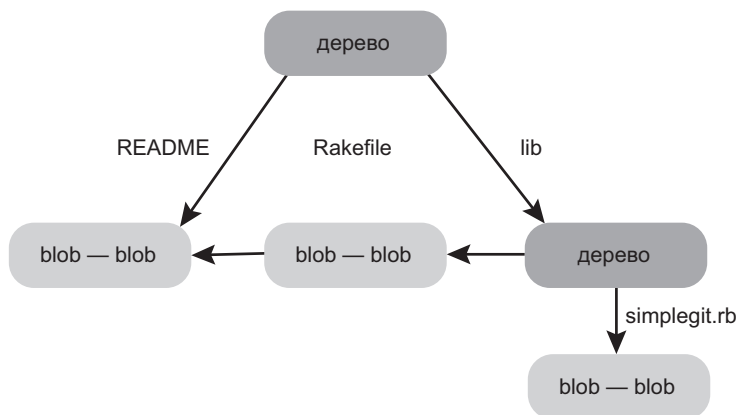 дерево
README
Rakefile
lib
blob — blob
blob — blob
дерево
simplegit.rb
blob — blob